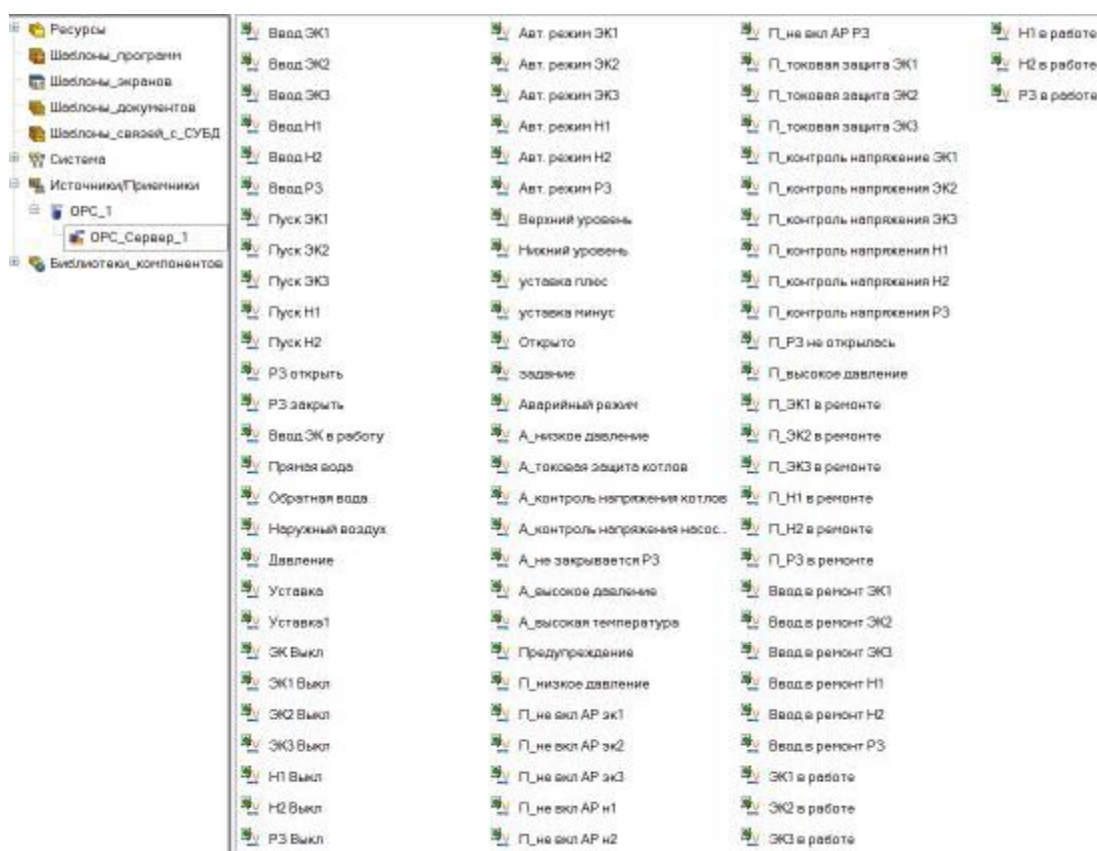 Ресурсы
Шаблоны_программ
Шаблоны_экранов
Шаблоны_документов
Шаблоны_связей_с_СУБД
Система
Источники/Приемники
OPC_1
OPC_Сервер_1
Библиотеки_компонентов
Ввод ЭК1
Ввод ЭК2
Ввод ЭК3
Ввод Н1
Ввод Н2
Ввод РЗ
Пуск ЭК1
Пуск ЭК2
Пуск ЭК3
Пуск Н1
Пуск Н2
РЗ открыть
РЗ закрыть
Ввод ЭК в работу
Прямая вода
Обратная вода
Наружный воздух
Давление
Уставка
Уставка1
ЭК Выкл
ЭК1 Выкл
ЭК2 Выкл
ЭК3 Выкл
Н1 Выкл
Н2 Выкл
РЗ Выкл
Авт. режим ЭК1
Авт. режим ЭК2
Авт. режим ЭК3
Авт. режим Н1
Авт. режим Н2
Авт. режим РЗ
Верхний уровень
Нижний уровень
уставка плюс
уставка минус
Открыто
задание
Аварийный режим
А_низкое давление
А_токовая защита котлов
А_контроль напряжения котлов
А_контроль напряжения насос...
А_не закрывается РЗ
А_высокое давление
А_высокая температура
Предупреждение
П_низкое давление
П_не вкл АР эк1
П_не вкл АР эк2
П_не вкл АР эк3
П_не вкл АР н1
П_не вкл АР н2
П_не вкл АР РЗ
П_токовая защита ЭК1
П_токовая защита ЭК2
П_токовая защита ЭК3
П_контроль напряжение ЭК1
П_контроль напряжения ЭК2
П_контроль напряжения ЭК3
П_контроль напряжения Н1
П_контроль напряжения Н2
П_контроль напряжения РЗ
П_РЗ не открылась
П_высокое давление
П_ЭК1 в ремонте
П_ЭК2 в ремонте
П_ЭК3 в ремонте
П_Н1 в ремонте
П_Н2 в ремонте
П_РЗ в ремонте
Ввод в ремонт ЭК1
Ввод в ремонт ЭК2
Ввод в ремонт ЭК3
Ввод в ремонт Н1
Ввод в ремонт Н2
Ввод в ремонт РЗ
ЭК1 в работе
ЭК2 в работе
ЭК3 в работе
Н1 в работе
Н2 в работе
РЗ в работе